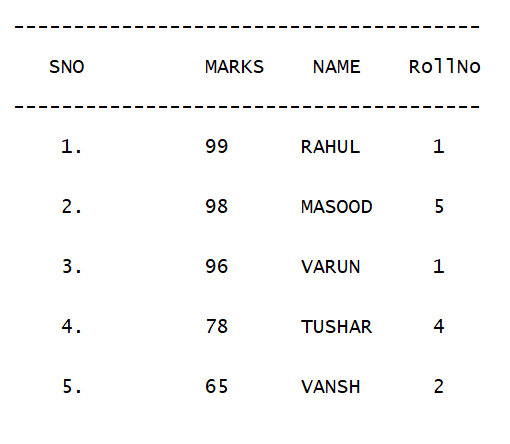 ---------------------------------------
SNO MARKS NAME RollNo
---------------------------------------
1. 99 RAHUL 1
2. 98 MASOOD 5
3. 96 VARUN 1
4. 78 TUSHAR 4
5. 65 VANSH 2